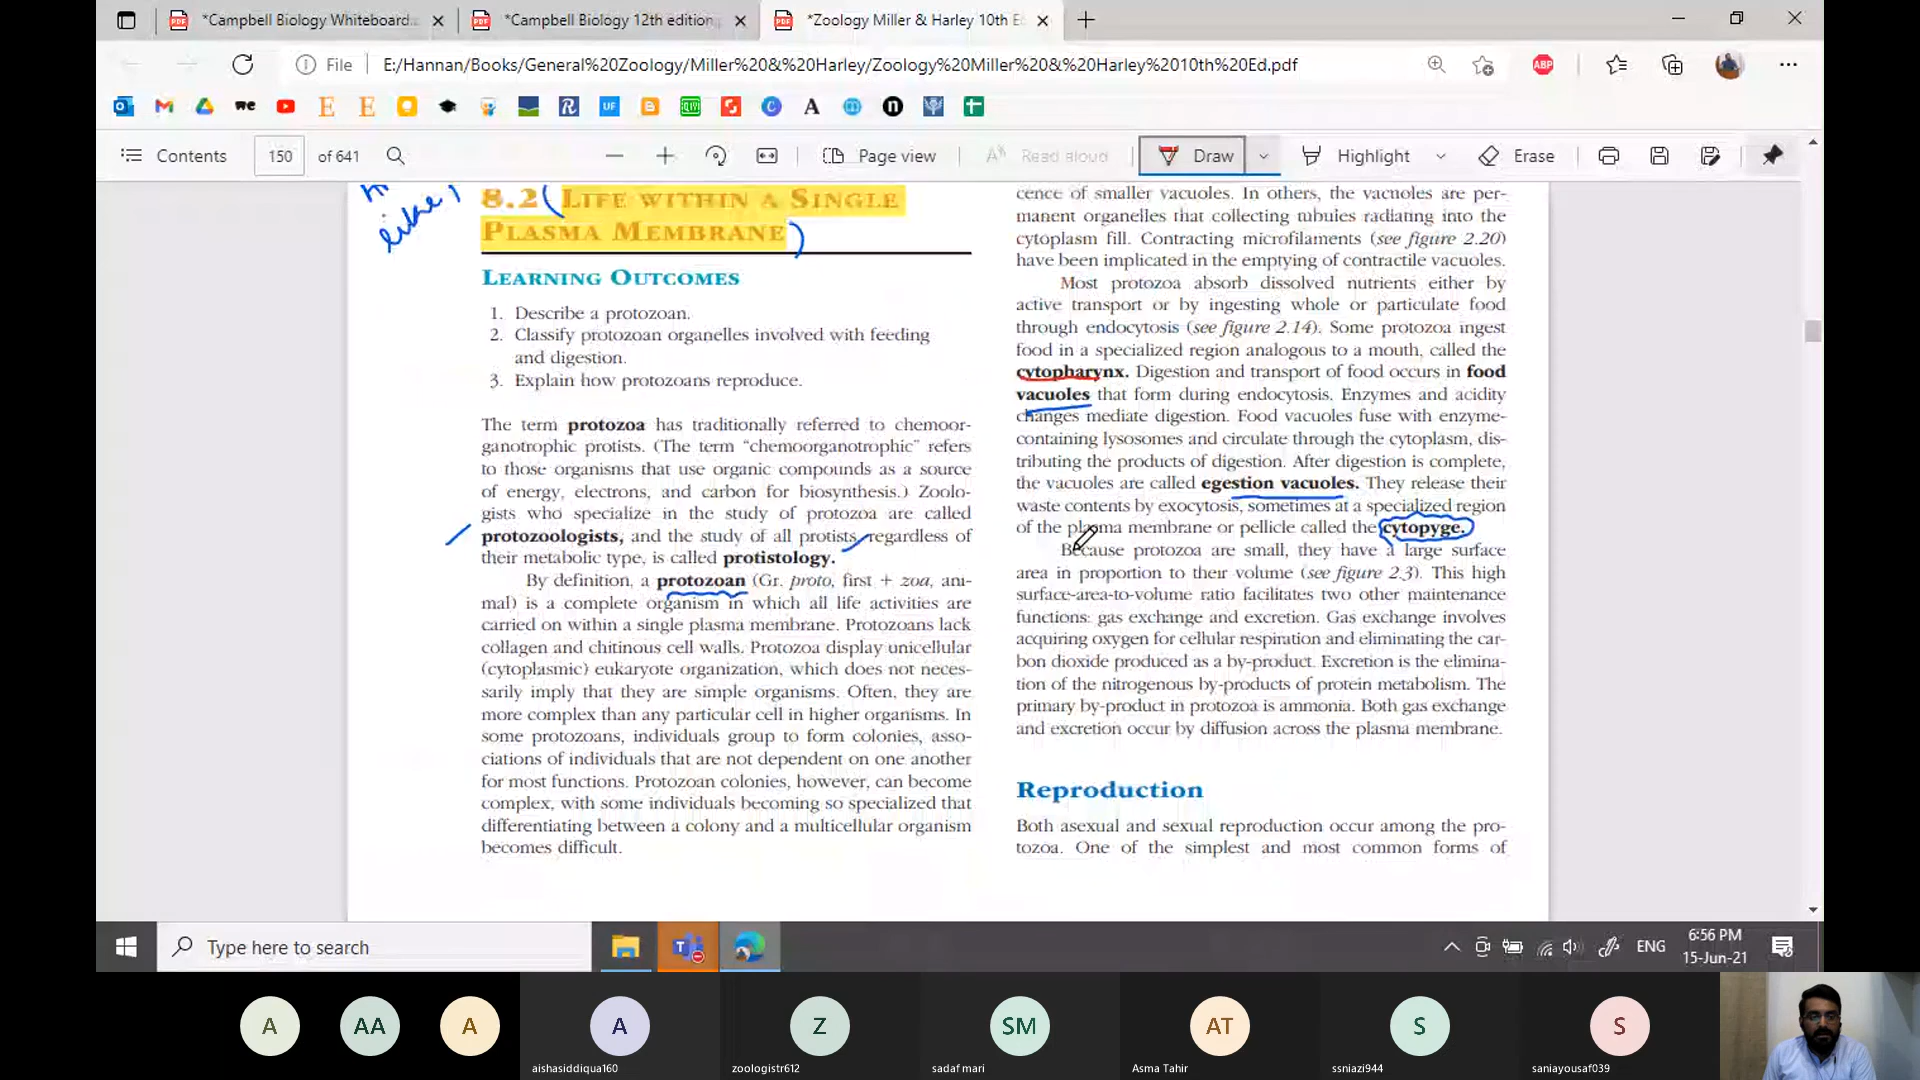 *Campbell Biology Whiteboard
*Campbell Biology 12th edition
*Zoology Miller & Harley 10th Ed
File
E:/Hannan/Books/General%20Zoology/Miller%20&%20Harley/Zoology%20Miller%20&%20Harley%2010th%20Ed.pdf
ABP
Contents
150
of 641
Page view
Read aloud
Draw
Highlight
Erase
8.2 LIFE WITHIN A SINGLE
PLASMA MEMBRANE
LEARNING OUTCOMES
1. Describe a protozoan.
2. Classify protozoan organelles involved with feeding
and digestion.
3. Explain how protozoans reproduce.
The term protozoa has traditionally referred to chemoor-
ganotrophic protists. (The term “chemoorganotrophic” refers
to those organisms that use organic compounds as a source
of energy, electrons, and carbon for biosynthesis.) Zoolo-
gists who specialize in the study of protozoa are called
protozoologists, and the study of all protists, regardless of
their metabolic type, is called protistology.
By definition, a protozoan (Gr. proto, first + zoa, ani-
mal) is a complete organism in which all life activities are
carried on within a single plasma membrane. Protozoans lack
collagen and chitinous cell walls. Protozoa display unicellular
(cytoplasmic) eukaryote organization, which does not neces-
sarily imply that they are simple organisms. Often, they are
more complex than any particular cell in higher organisms. In
some protozoans, individuals group to form colonies, asso-
ciations of individuals that are not dependent on one another
for most functions. Protozoan colonies, however, can become
complex, with some individuals becoming so specialized that
differentiating between a colony and a multicellular organism
becomes difficult.
cence of smaller vacuoles. In others, the vacuoles are per-
manent organelles that collecting tubules radiating into the
cytoplasm fill. Contracting microfilaments (see figure 2.20)
have been implicated in the emptying of contractile vacuoles.
Most protozoa absorb dissolved nutrients either by
active transport or by ingesting whole or particulate food
through endocytosis (see figure 2.14). Some protozoa ingest
food in a specialized region analogous to a mouth, called the
cytopharynx. Digestion and transport of food occurs in food
vacuoles that form during endocytosis. Enzymes and acidity
changes mediate digestion. Food vacuoles fuse with enzyme-
containing lysosomes and circulate through the cytoplasm, dis-
tributing the products of digestion. After digestion is complete,
the vacuoles are called egestion vacuoles. They release their
waste contents by exocytosis, sometimes at a specialized region
of the plasma membrane or pellicle called the cytopyge.
Because protozoa are small, they have a large surface
area in proportion to their volume (see figure 2.3). This high
surface-area-to-volume ratio facilitates two other maintenance
functions: gas exchange and excretion. Gas exchange involves
acquiring oxygen for cellular respiration and eliminating the car-
bon dioxide produced as a by-product. Excretion is the elimina-
tion of the nitrogenous by-products of protein metabolism. The
primary by-product in protozoa is ammonia. Both gas exchange
and excretion occur by diffusion across the plasma membrane.
Reproduction
Both asexual and sexual reproduction occur among the pro-
tozoa. One of the simplest and most common forms of
Type here to search
ENG
6:56 PM
15-Jun-21
A
AA
A
A
Z
SM
AT
S
S
aishasiddiqua160
zoologistr612
sadaf mari
Asma Tahir
ssniazi944
saniayousaf039